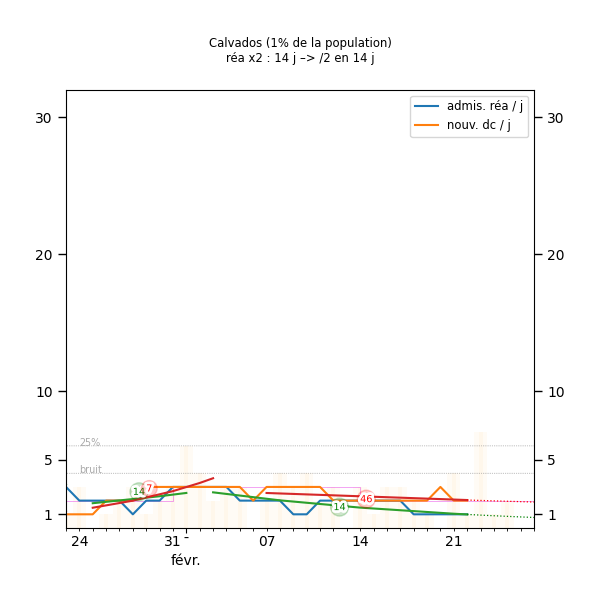 Calvados (1% de la population)
réa x2 : 14 j –> /2 en 14 j
admis. réa / j
nouv. dc / j
30 30
20 20
10 10
25%
5 5
bruit
14 7 46 14
1 1
24 31 07 14 21
févr.